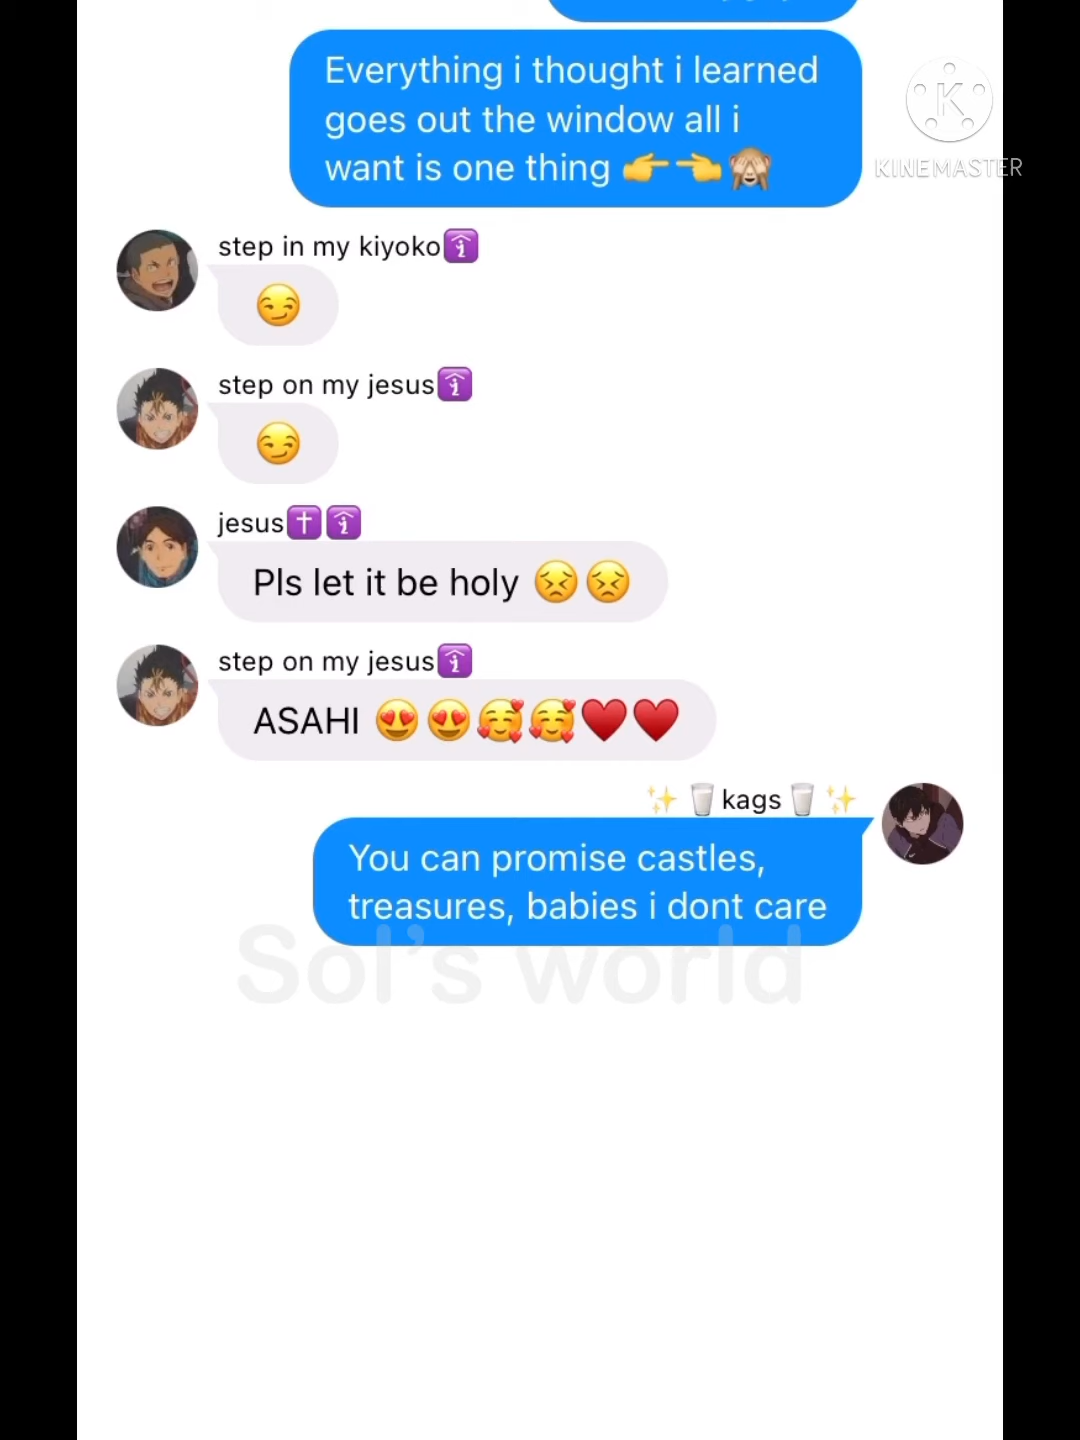 Everything i thought i learned
goes out the window all i
want is one thing 👉👈🙈
K
KINEMASTER
step in my kiyoko🛐
😏
step on my jesus🛐
😏
jesus✝️🛐
Pls let it be holy 😣😣
step on my jesus🛐
ASAHI 😍😍🥰🥰♥️♥️
✨🥛kags🥛✨
You can promise castles,
treasures, babies i dont care
Sol's world